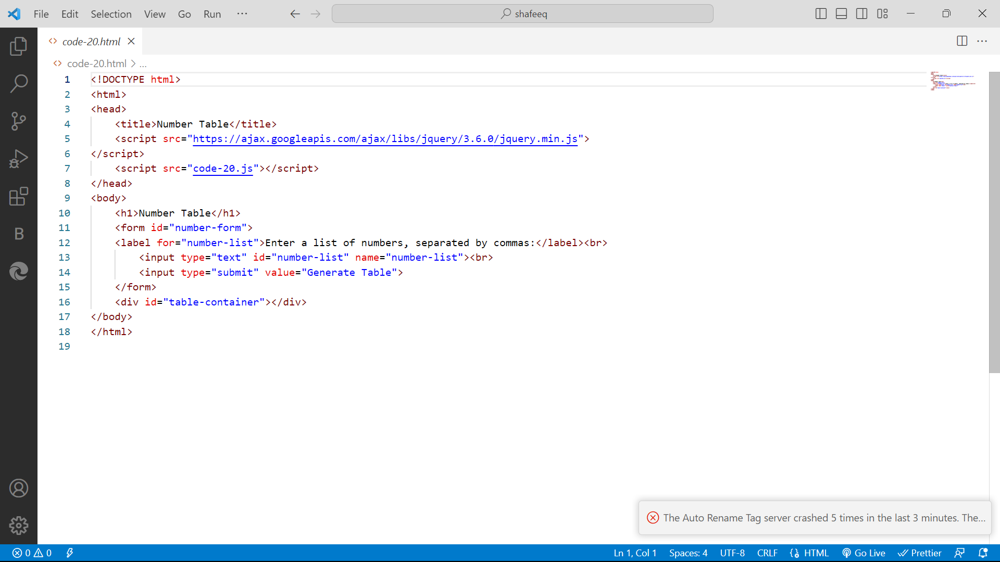 File Edit Selection View Go Run ··· shafeeq
code-20.html
code-20.html > ...
1 <!DOCTYPE html>
2 <html>
3 <head>
4     <title>Number Table</title>
5     <script src="https://ajax.googleapis.com/ajax/libs/jquery/3.6.0/jquery.min.js">
6 </script>
7     <script src="code-20.js"></script>
8 </head>
9 <body>
10     <h1>Number Table</h1>
11     <form id="number-form">
12     <label for="number-list">Enter a list of numbers, separated by commas:</label><br>
13         <input type="text" id="number-list" name="number-list"><br>
14         <input type="submit" value="Generate Table">
15     </form>
16     <div id="table-container"></div>
17 </body>
18 </html>
19
B
The Auto Rename Tag server crashed 5 times in the last 3 minutes. The...
0 0 Ln 1, Col 1 Spaces: 4 UTF-8 CRLF HTML Go Live Prettier